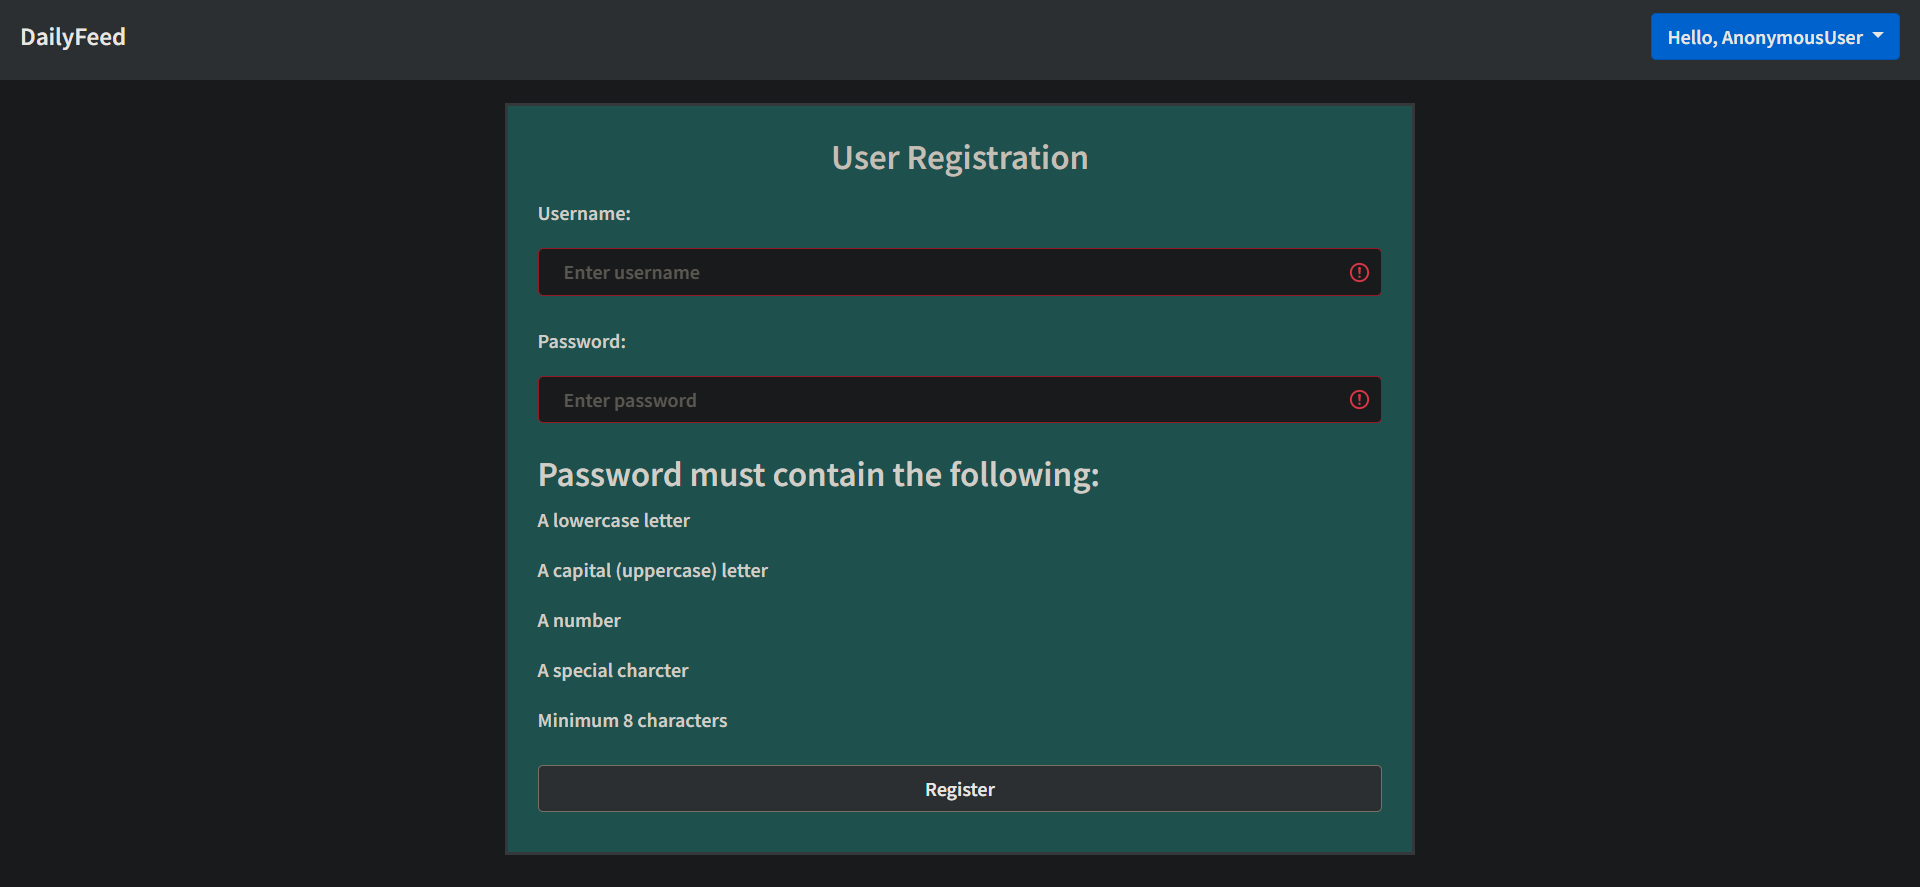 DailyFeed
Hello, AnonymousUser
User Registration
Username:
Enter username
Password:
Enter password
Password must contain the following:
A lowercase letter
A capital (uppercase) letter
A number
A special charcter
Minimum 8 characters
Register